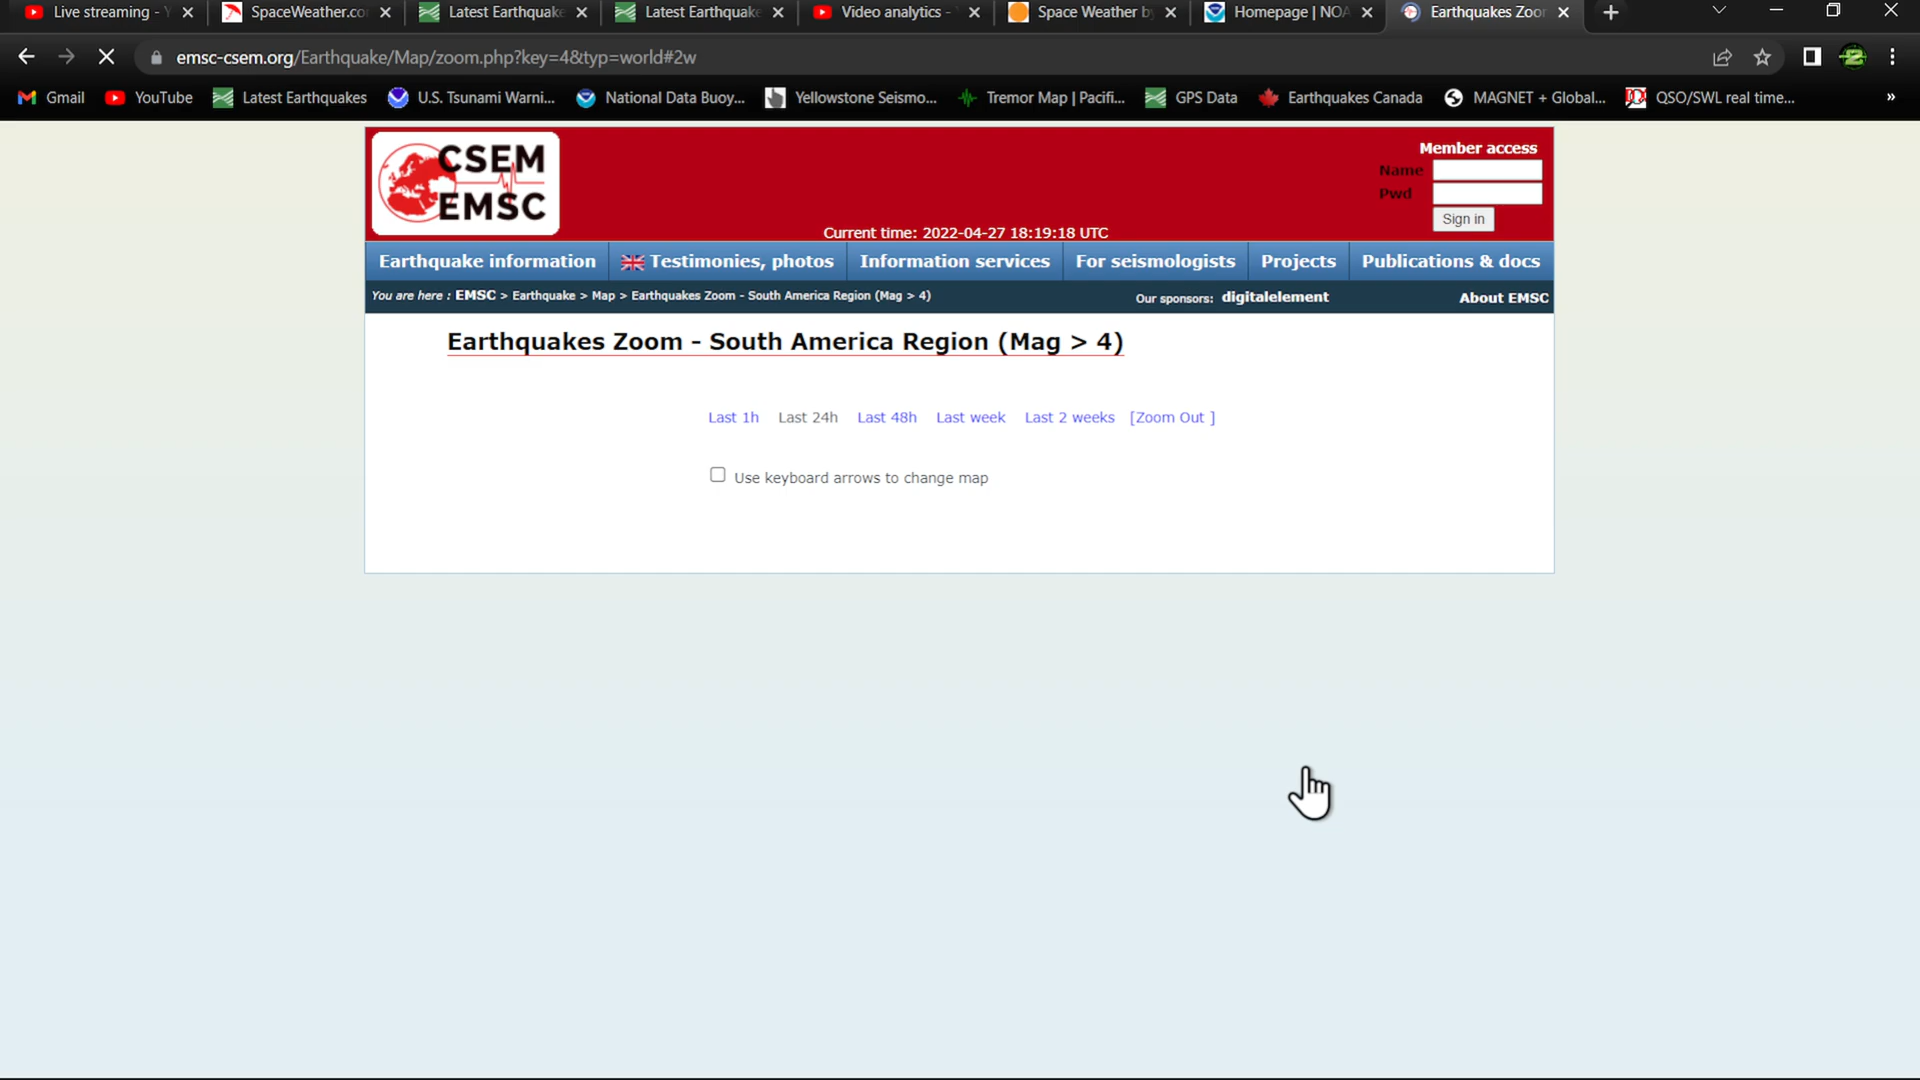 Live streaming - Y
SpaceWeather.co
Latest Earthquake
Latest Earthquake
Video analytics -
Space Weather by
Homepage | NOA
Earthquakes Zoo
emsc-csem.org/Earthquake/Map/zoom.php?key=4&typ=world#2w
Gmail
YouTube
Latest Earthquakes
U.S. Tsunami Warni...
National Data Buoy...
Yellowstone Seismo...
Tremor Map | Pacifi...
GPS Data
Earthquakes Canada
MAGNET + Global...
QSO/SWL real time...
»
CSEM
EMSC
Member access
Name
Pwd
Sign in
Current time: 2022-04-27 18:19:18 UTC
Earthquake information
Testimonies, photos
Information services
For seismologists
Projects
Publications & docs
You are here : EMSC > Earthquake > Map > Earthquakes Zoom - South America Region (Mag > 4)
Our sponsors: digitalelement
About EMSC
Earthquakes Zoom - South America Region (Mag > 4)
Last 1h Last 24h Last 48h Last week Last 2 weeks [Zoom Out ]
Use keyboard arrows to change map